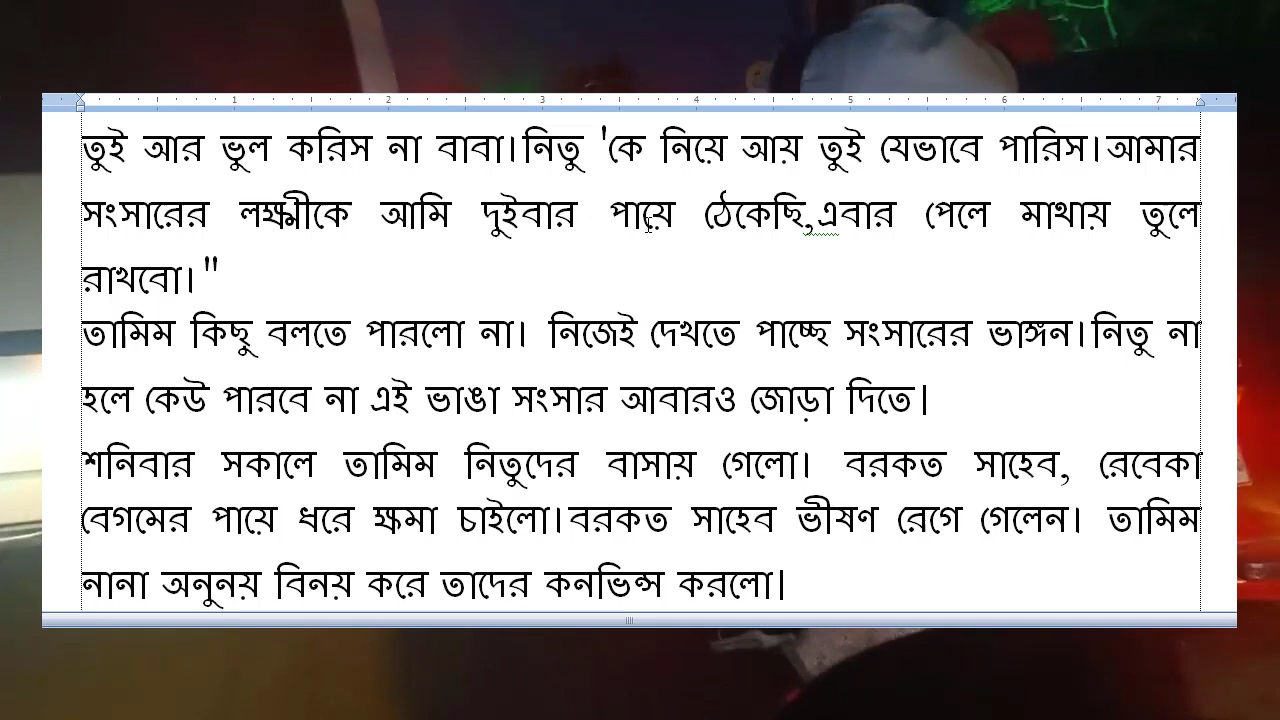 তুই আর ভুল করিস না বাবা।নিতু 'কে নিয়ে আয় তুই যেভাবে পারিস।আমার
সংসারের লক্ষ্মীকে আমি দুইবার পায়ে ঠেকেছি,এবার পেলে মাথায় তুলে
রাখবো।"
তামিম কিছু বলতে পারলো না। নিজেই দেখতে পাচ্ছে সংসারের ভাঙ্গন।নিতু না
হলে কেউ পারবে না এই ভাঙা সংসার আবারও জোড়া দিতে|
শনিবার সকালে তামিম নিতুদের বাসায় গেলো। বরকত সাহেব, রেবেকা
বেগমের পায়ে ধরে ক্ষমা চাইলো।বরকত সাহেব ভীষণ রেগে গেলেন। তামিম
নানা অনুনয় বিনয় করে তাদের কনভিন্স করলো|